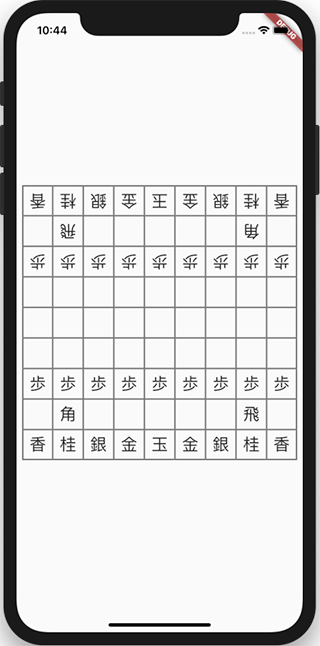 10:44
DEBUG
香 桂 銀 金 王 金 銀 桂 香
飛 角
歩 歩 歩 歩 歩 歩 歩 歩 歩
歩 歩 歩 歩 歩 歩 歩 歩 歩
角 飛
香 桂 銀 金 玉 金 銀 桂 香